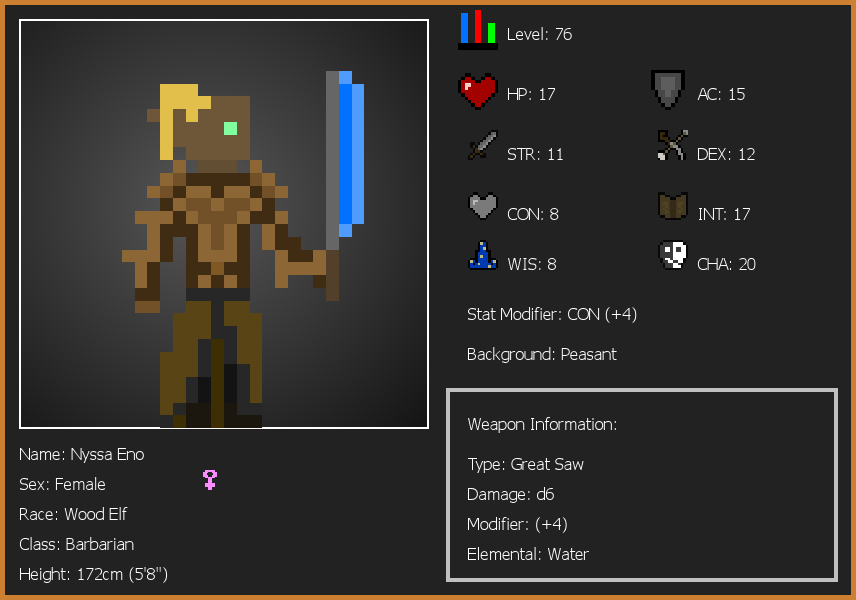 Level: 76
HP: 17
AC: 15
STR: 11
DEX: 12
CON: 8
INT: 17
WIS: 8
CHA: 20
Stat Modifier: CON (+4)
Background: Peasant
Weapon Information:
Type: Great Saw
Damage: d6
Modifier: (+4)
Elemental: Water
Name: Nyssa Eno
Sex: Female
Race: Wood Elf
Class: Barbarian
Height: 172cm (5'8")